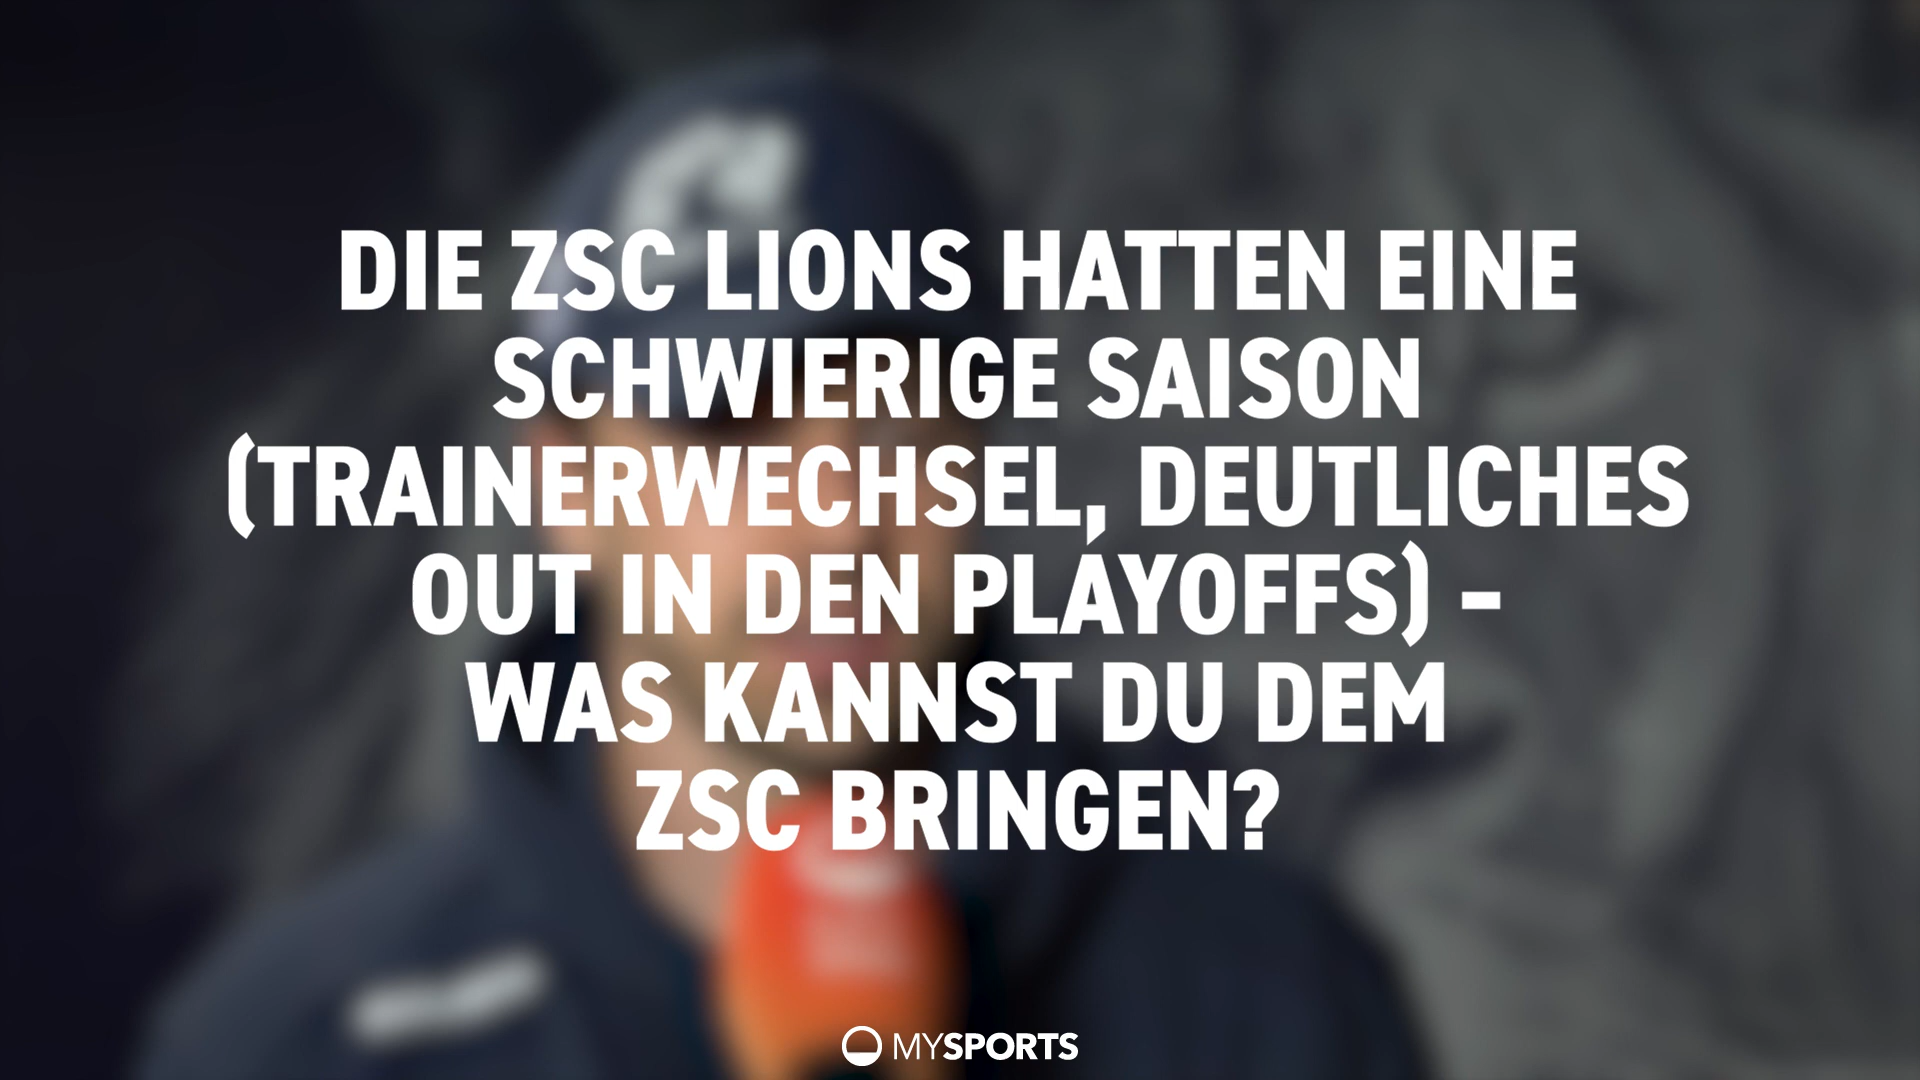 DIE ZSC LIONS HATTEN EINE
SCHWIERIGE SAISON
(TRAINERWECHSEL, DEUTLICHES
OUT IN DEN PLAYOFFS) –
WAS KANNST DU DEM
ZSC BRINGEN?
MYSPORTS